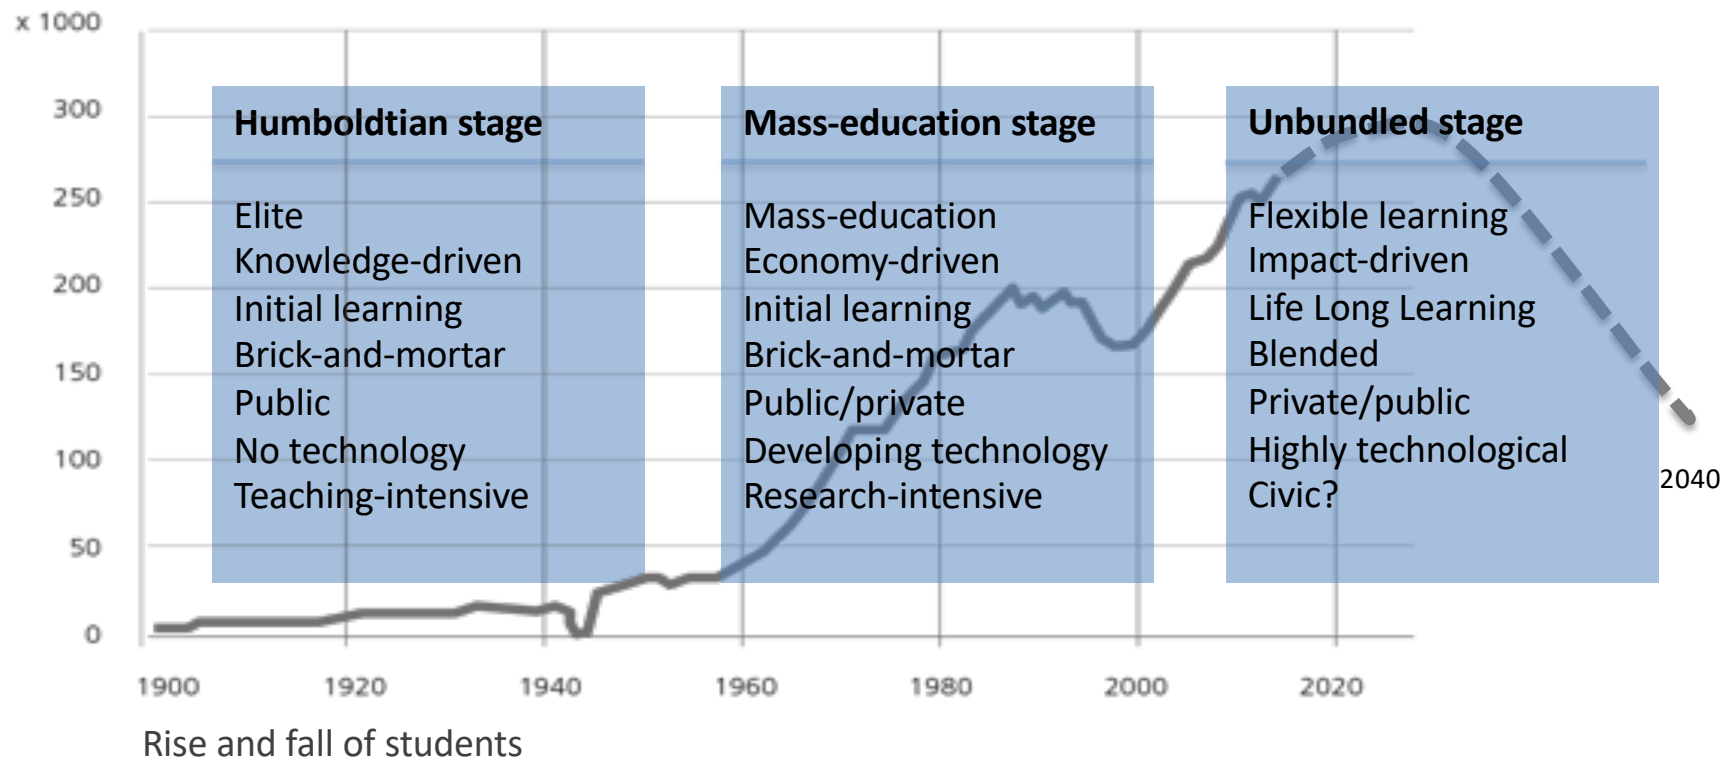 x 1000
300
250
200
150
100
50
0
Humboldtian stage
Elite
Knowledge-driven
Initial learning
Brick-and-mortar
Public
No technology
Teaching-intensive
Mass-education stage
Mass-education
Economy-driven
Initial learning
Brick-and-mortar
Public/private
Developing technology
Research-intensive
Unbundled stage
Flexible learning
Impact-driven
Life Long Learning
Blended
Private/public
Highly technological
Civic?
2040
1900 1920 1940 1960 1980 2000 2020
Rise and fall of students